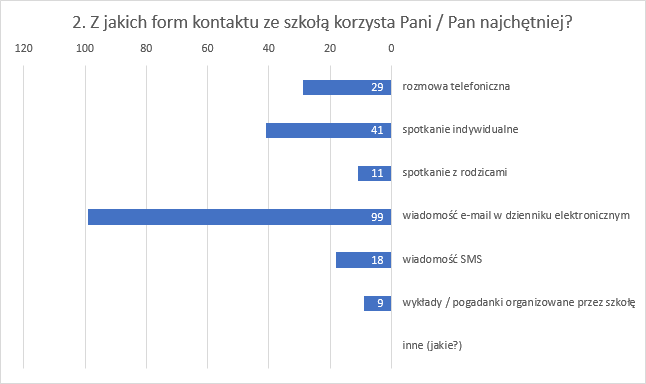 2. Z jakich form kontaktu ze szkołą korzysta Pani / Pan najchętniej?
120 100 80 60 40 20 0
29 rozmowa telefoniczna
41 spotkanie indywidualne
11 spotkanie z rodzicami
99 wiadomość e-mail w dzienniku elektronicznym
18 wiadomość SMS
9 wykłady / pogadanki organizowane przez szkołę
inne (jakie?)